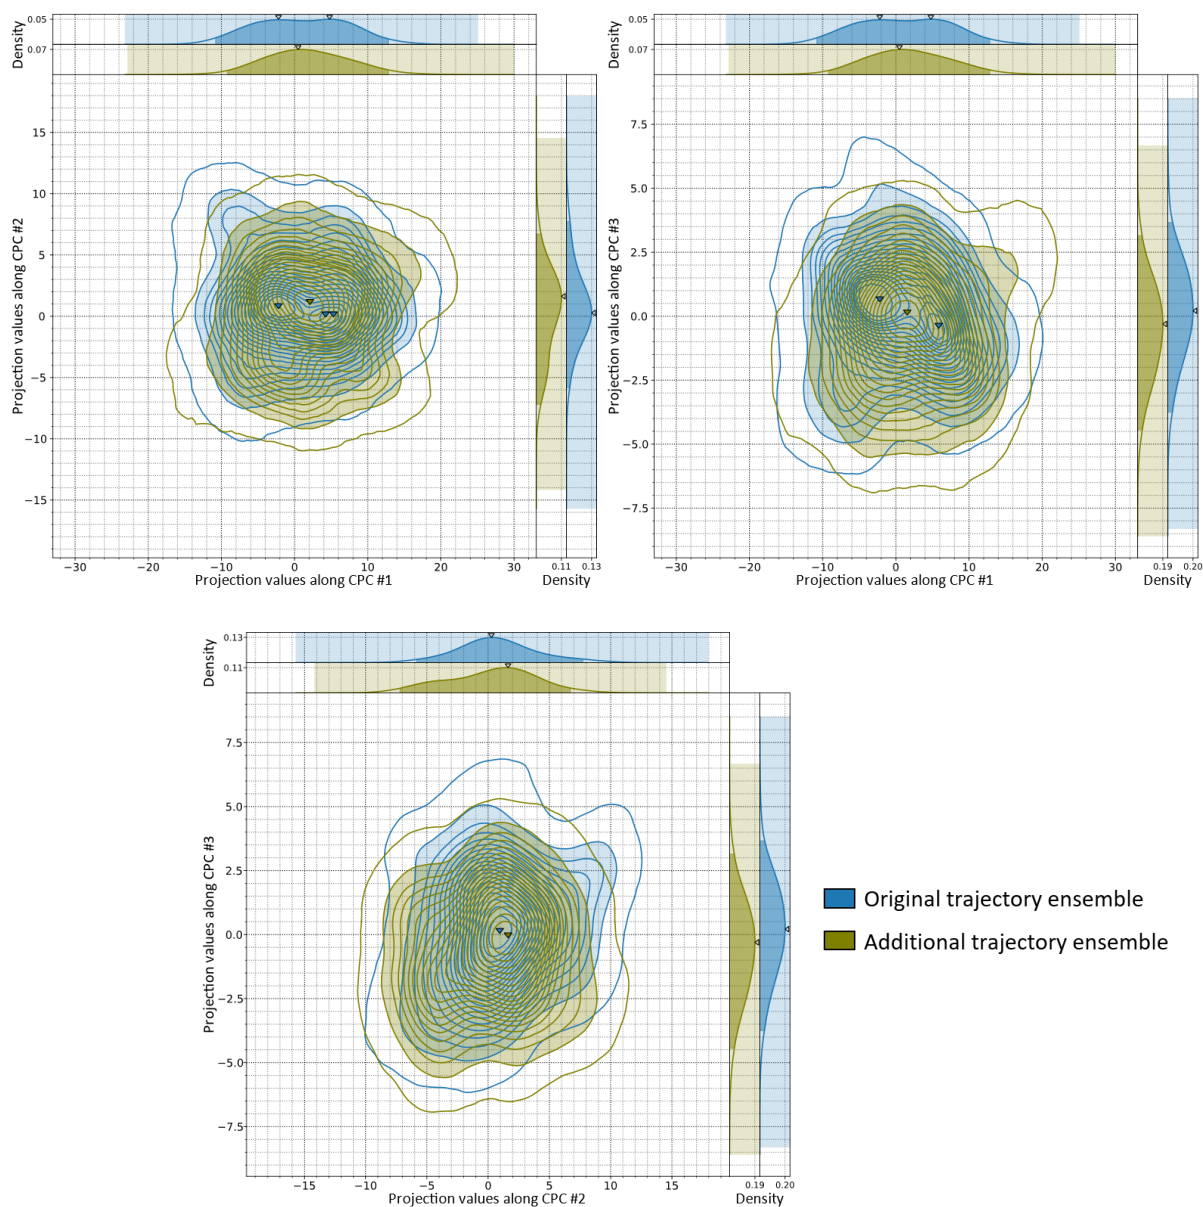 Density
0.05
0.07
Projection values along CPC #2
15
10
5
0
−5
−10
−15
−30 −20 −10 0 10 20 30
Projection values along CPC #1
0.11 0.13
Density
Density
0.05
0.07
Projection values along CPC #3
7.5
5.0
2.5
0.0
−2.5
−5.0
−7.5
−30 −20 −10 0 10 20 30
Projection values along CPC #1
0.19 0.20
Density
Density
0.13
0.11
Projection values along CPC #3
7.5
5.0
2.5
0.0
−2.5
−5.0
−7.5
−15 −10 −5 0 5 10 15
Projection values along CPC #2
0.19 0.20
Density
Original trajectory ensemble
Additional trajectory ensemble